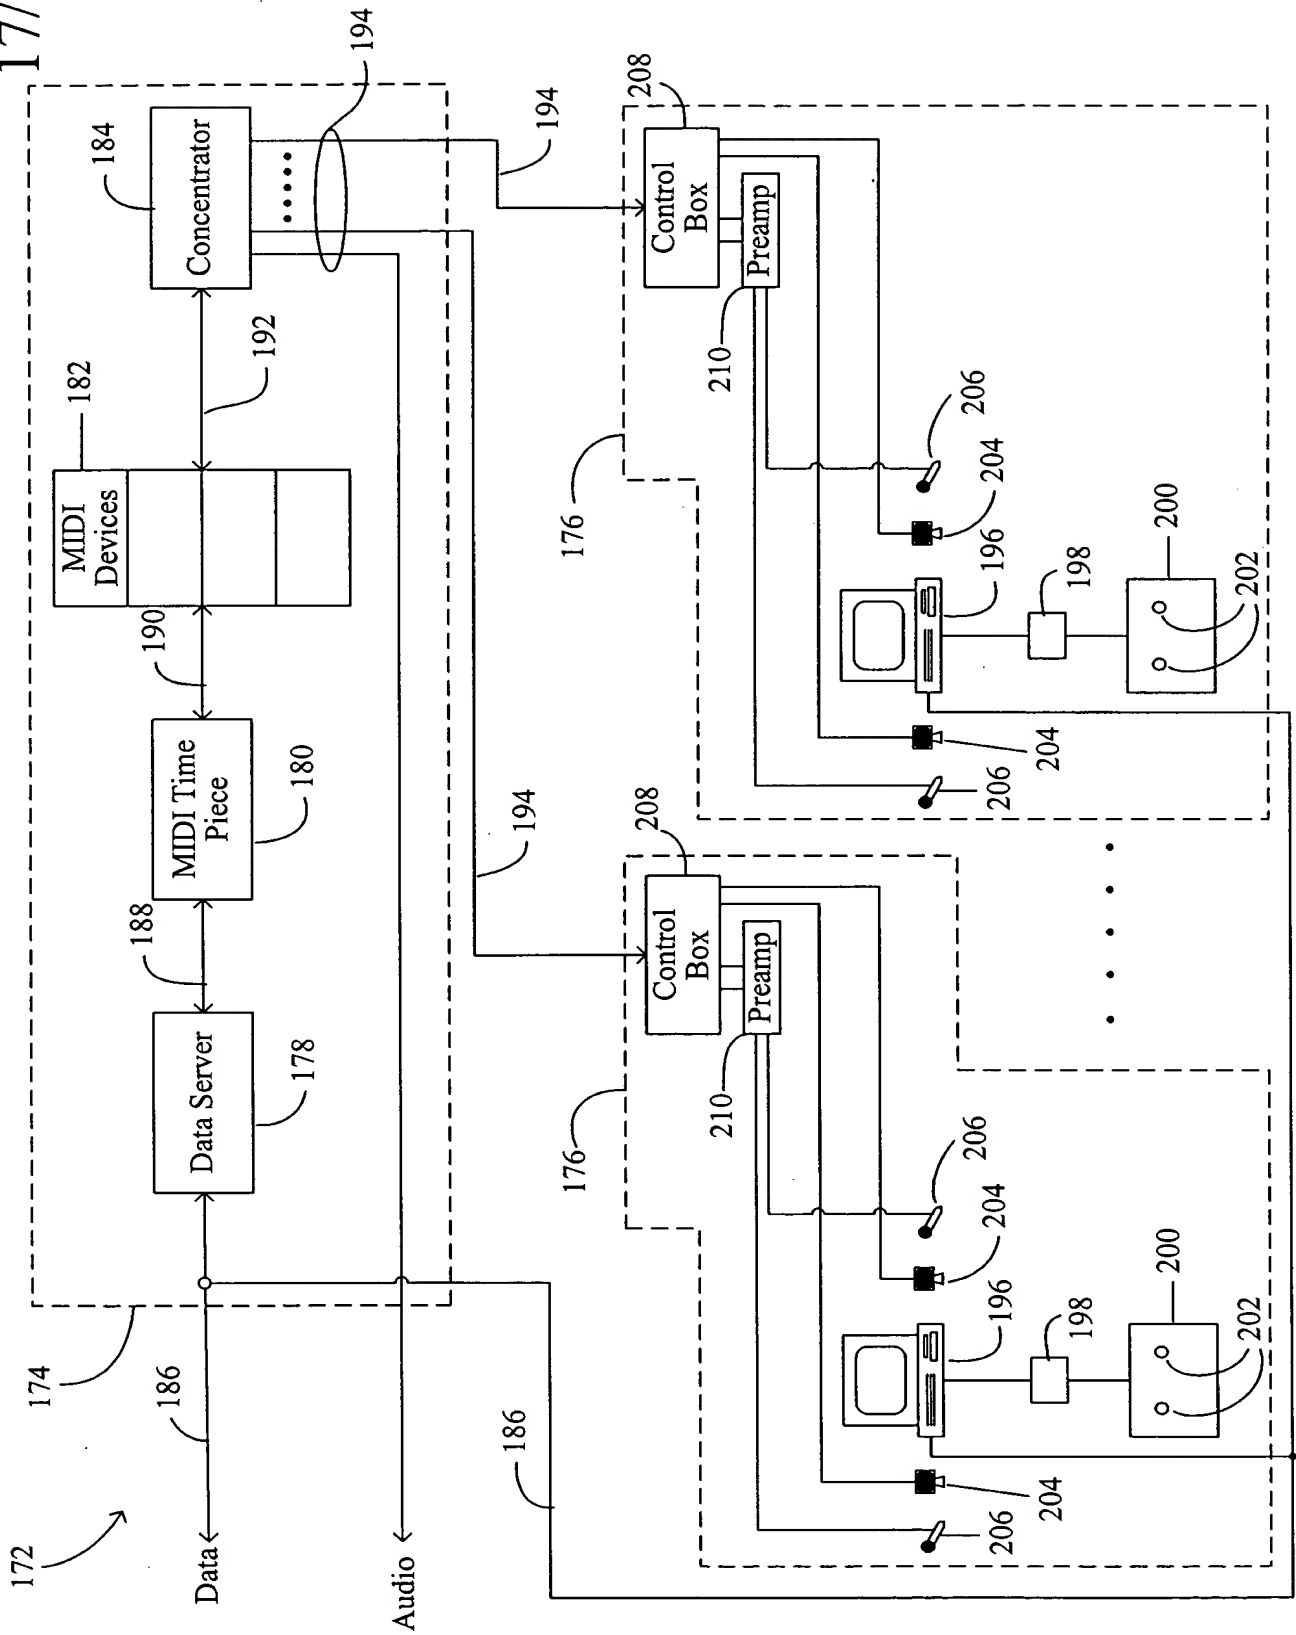 17/
172
174
Data
186
Data Server
178
188
MIDI Time
Piece
180
190
MIDI
Devices
182
192
Concentrator
184
194
Audio
186
194
194
176
208
Control
Box
Preamp
210
206
204
196
198
200
202
204
206
176
208
Control
Box
Preamp
210
206
204
196
198
200
202
204
206